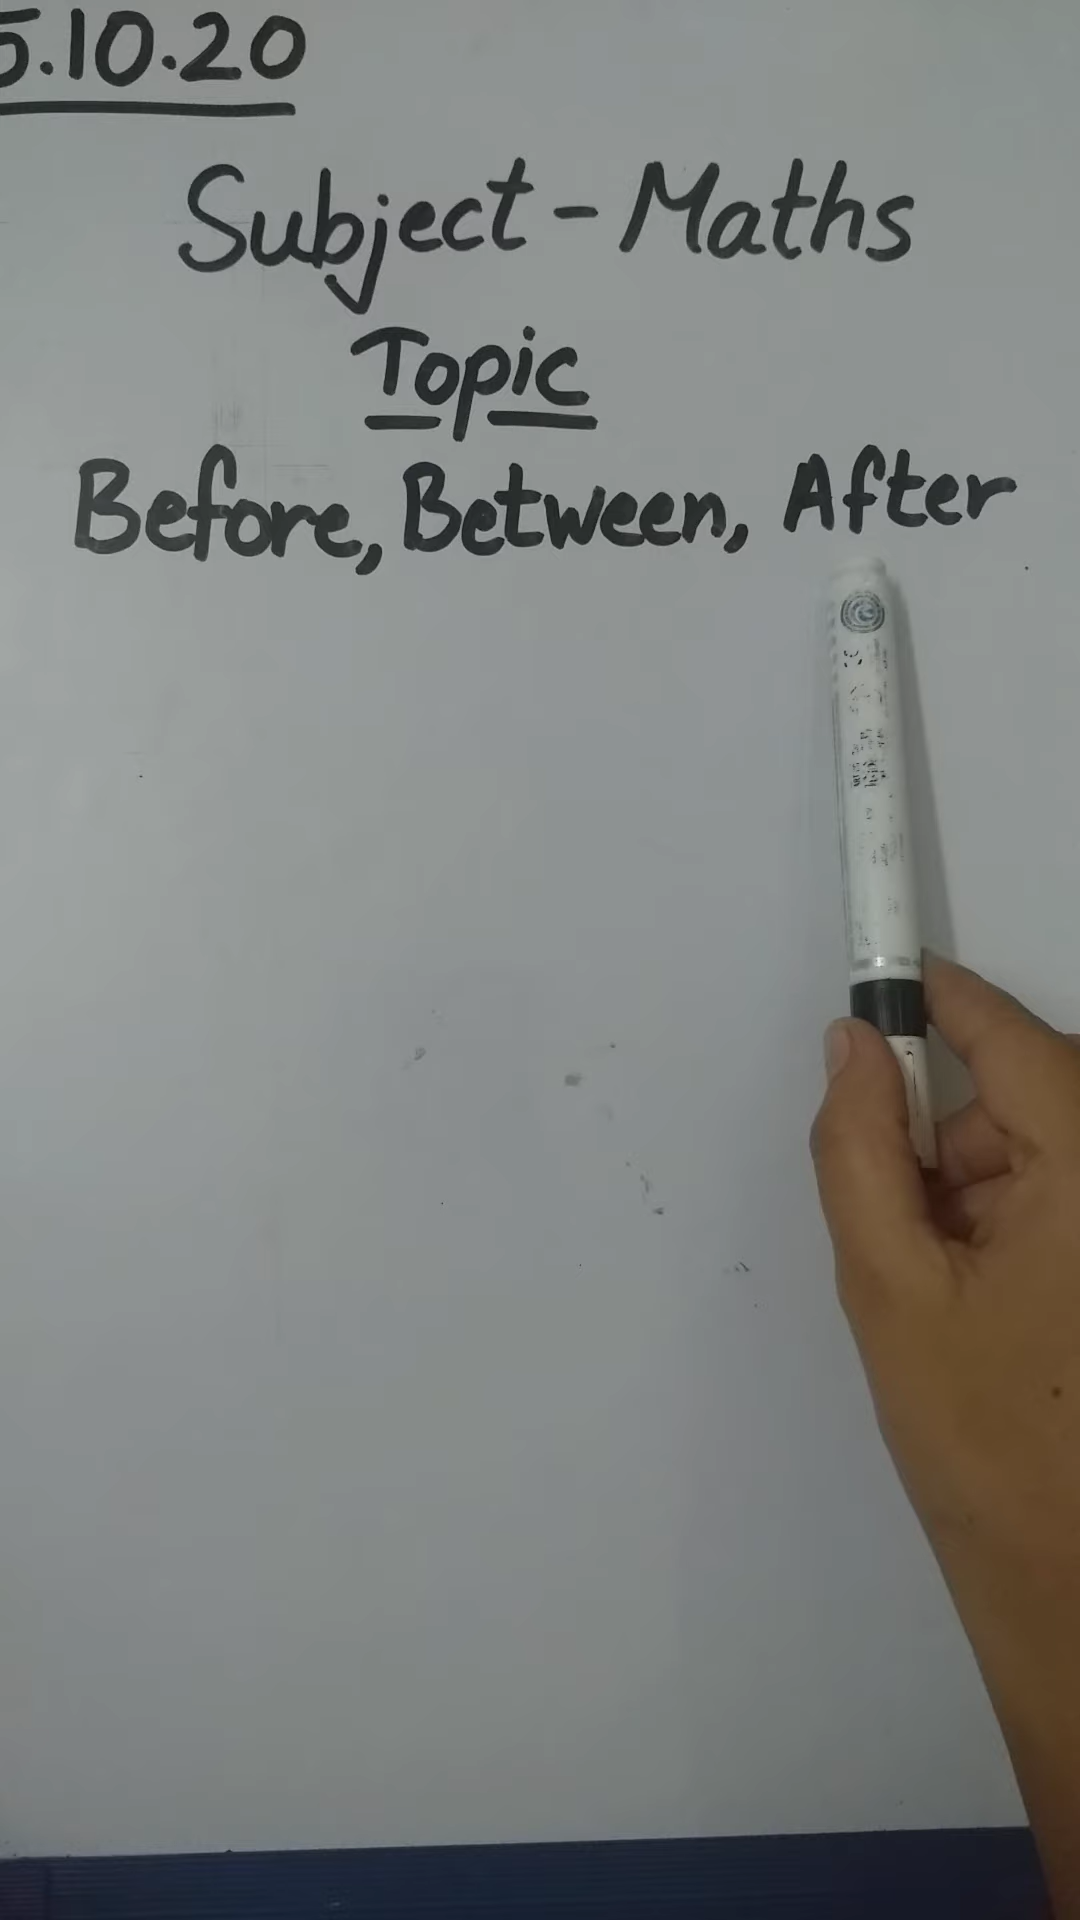 5.10.20
Subject - Maths
Topic
Before, Between, After